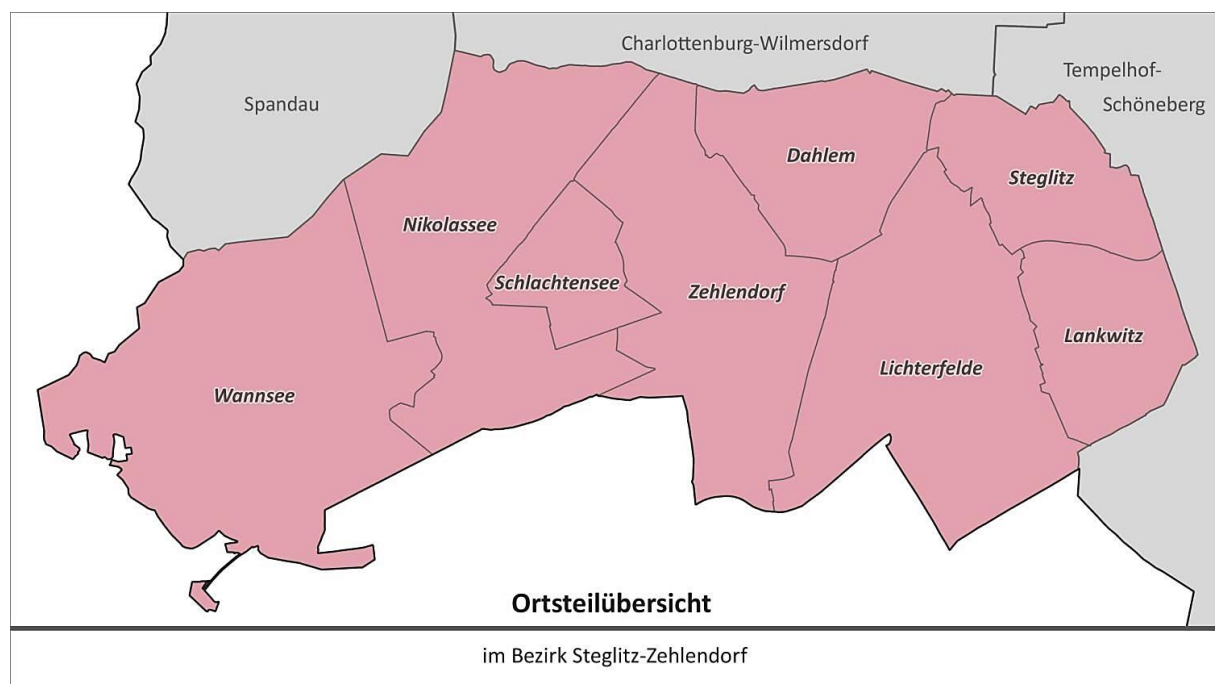 Charlottenburg-Wilmersdorf
Tempelhof-
Schöneberg
Spandau
Dahlem
Steglitz
Nikolassee
Schlachtensee
Zehlendorf
Lankwitz
Lichterfelde
Wannsee
Ortsteilübersicht
im Bezirk Steglitz-Zehlendorf